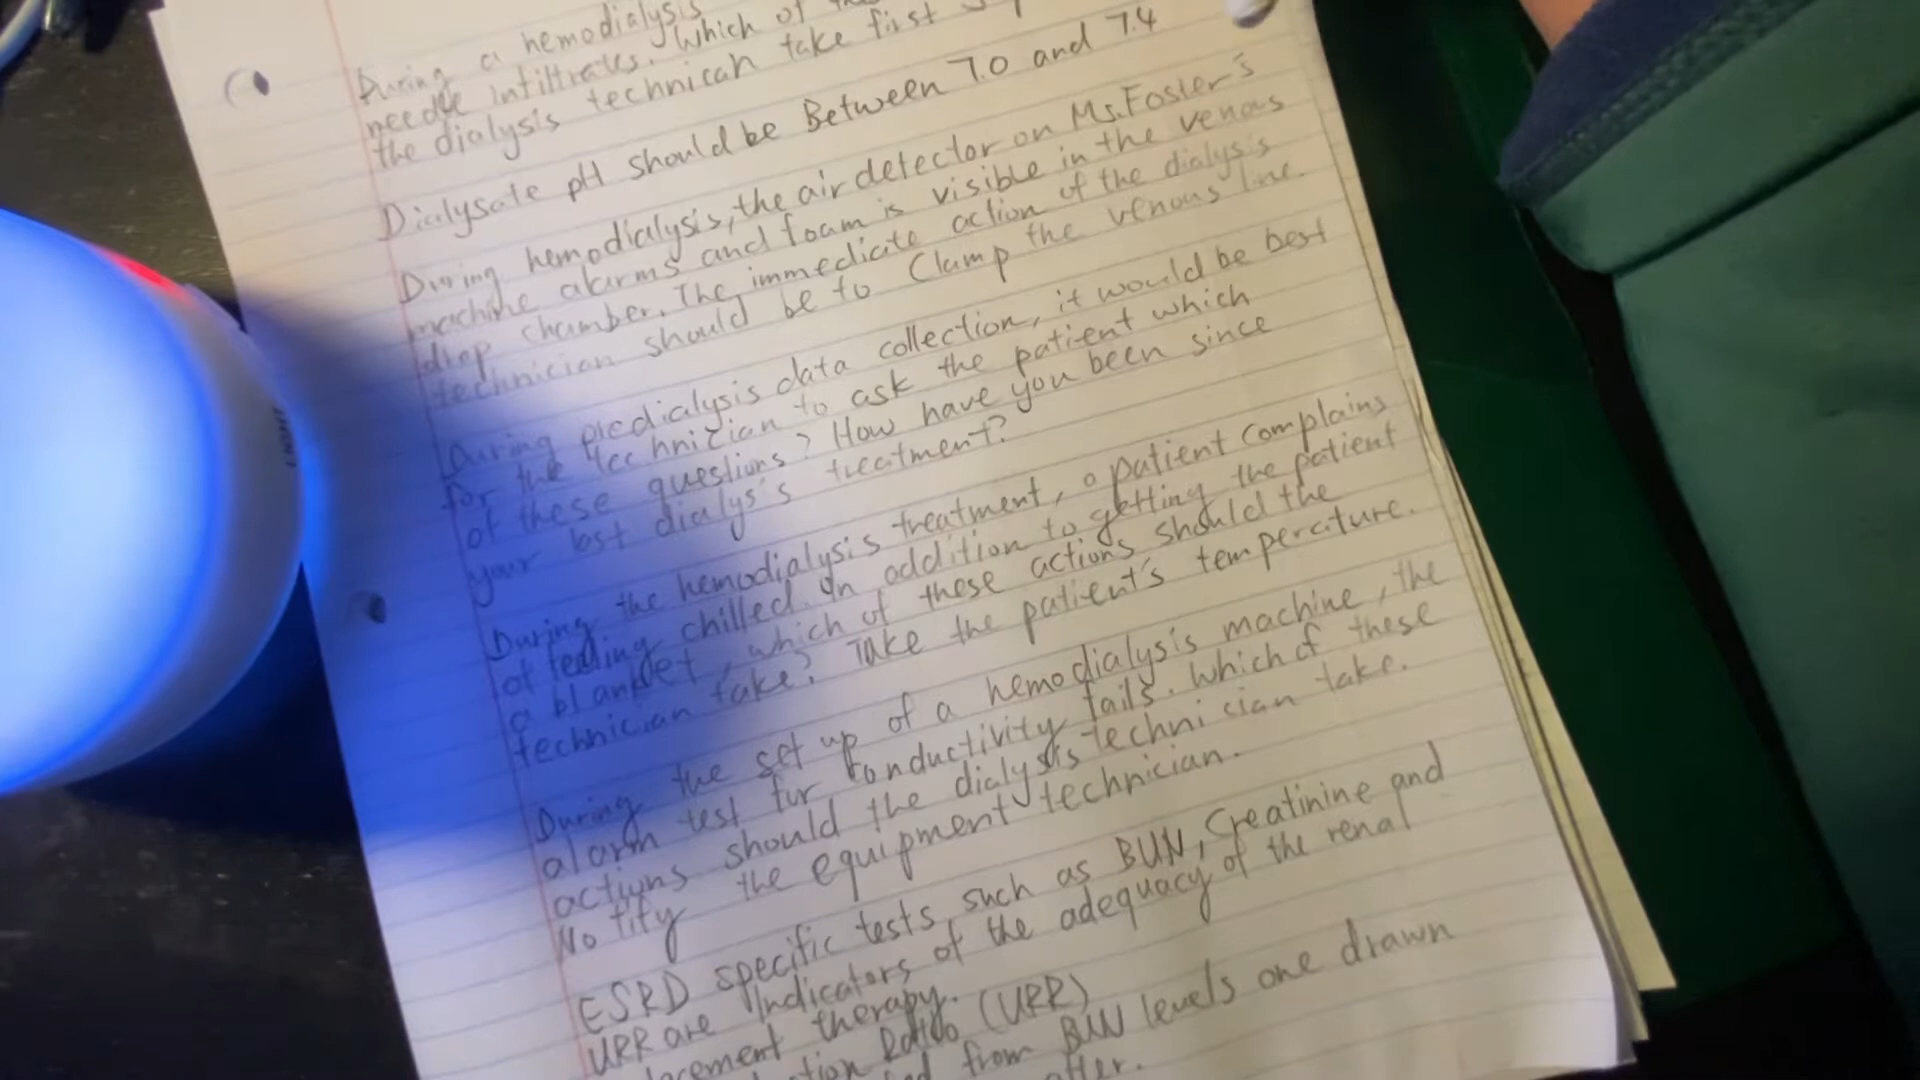 During a hemodialysis
needle infiltrates. Which of
the dialysis technican take first
Dialysate pH should be Between 7.0 and 7.4
During hemodialysis, the air detector on Ms. Foster's
machine alarms and foam is visible in the venous
drip chamber. The immediate action of the dialysis
technician should be to Clamp the venous line.
During predialysis data collection, it would be best
for the technician to ask the patient which
of these questions? How have you been since
your last dialysis treatment?
During the hemodialysis treatment, a patient complains
of feeling chilled. In addition to getting the patient
a blanket, which of these actions should the
technician take? Take the patient's temperature.
During the set up of a hemodialysis machine, the
alarm test for conductivity fails. Which of these
actions should the dialysis technician take.
Notify the equipment technician.
ESRD specific tests such as BUN, Creatinine and
URR are Indicators of the adequacy of the renal
therapy.
(URR)
from BUN levels one drawn